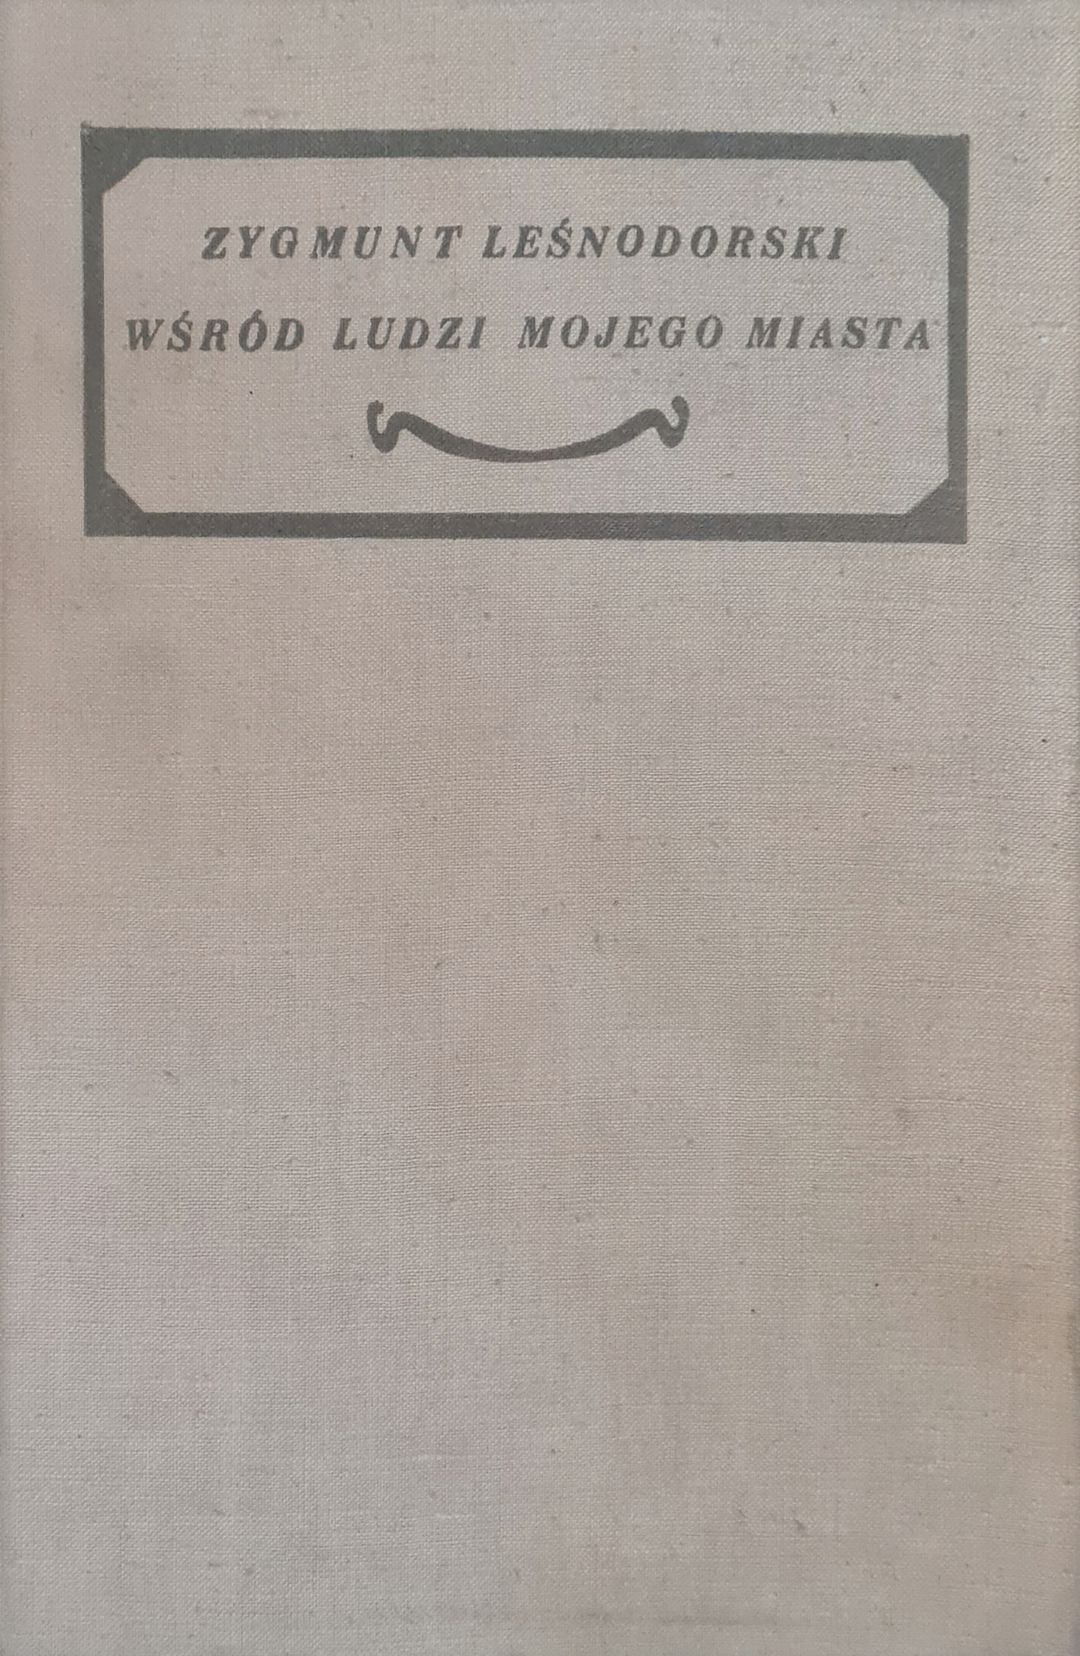 ZYGMUNT LEŚNODORSKI
WŚRÓD LUDZI MOJEGO MIASTA